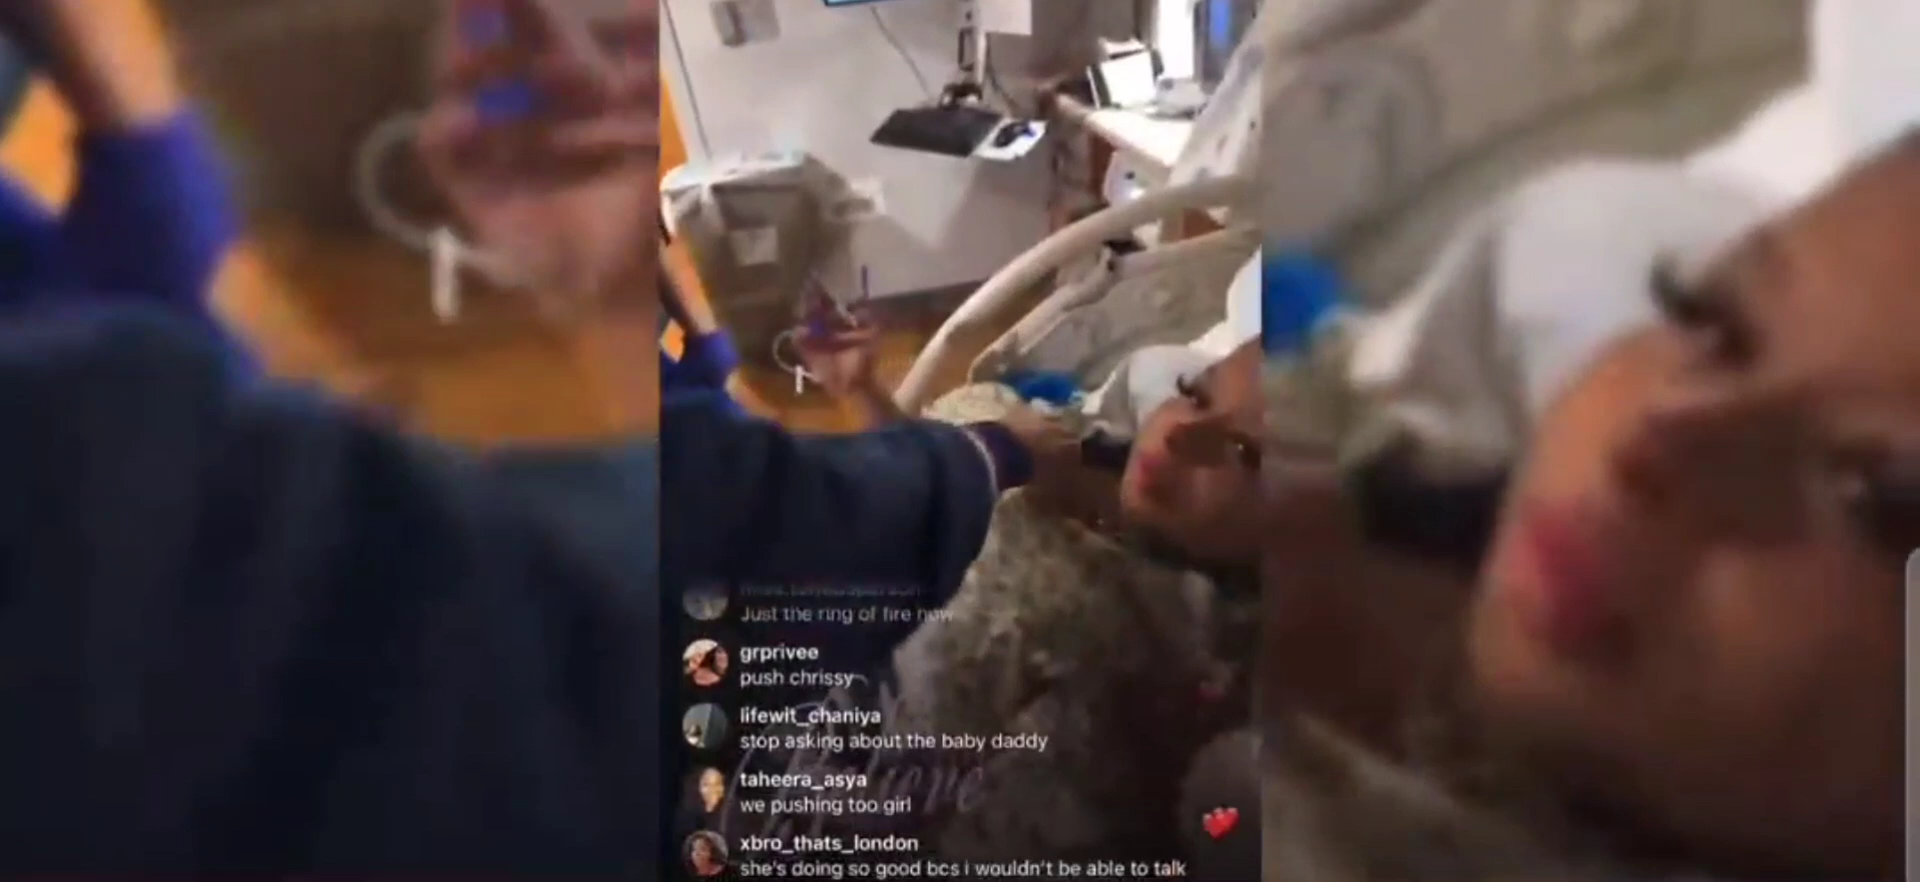 Just the ring of fire now
grprivee
push chrissy
lifewit_chaniya
stop asking about the baby daddy
Believe
taheera_asya
we pushing too girl
xbro_thats_london
she's doing so good bcs i wouldn't be able to talk